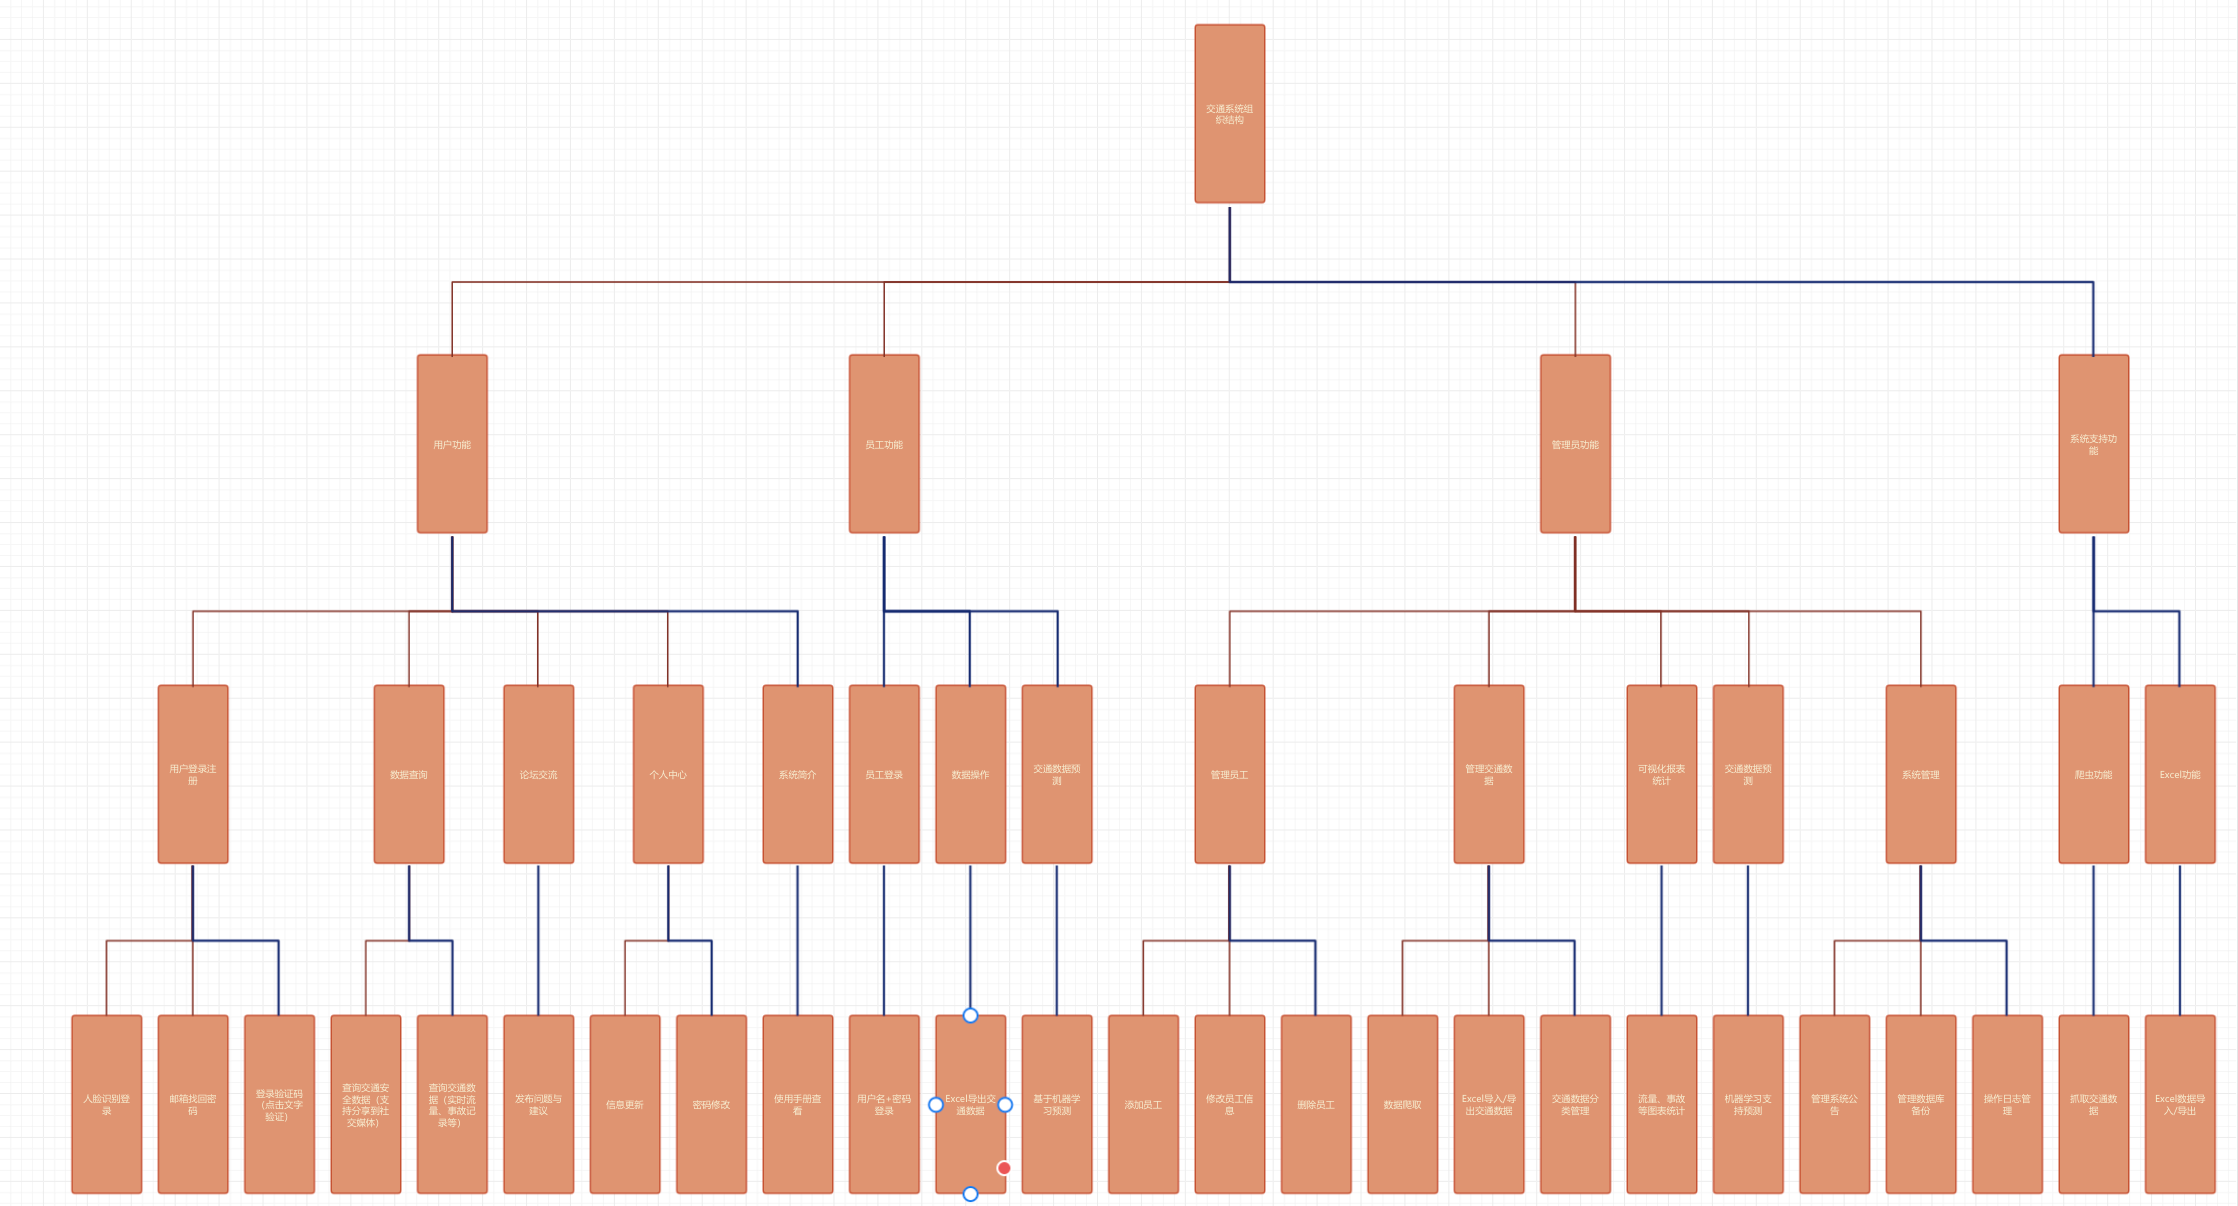 交通系统组
织结构
用户功能
员工功能
管理员功能
系统支持功
能
用户登录注
册
数据查询
论坛交流
个人中心
系统简介
员工登录
数据操作
交通数据预
测
管理员工
管理交通数
据
可视化报表
统计
交通数据预
测
系统管理
爬虫功能
Excel功能
人脸识别登
录
邮箱找回密
码
登录验证码
（点击文字
验证）
查询交通安
全数据（支
持分享到社
交媒体）
查询交通数
据（实时流
量、事故记
录等）
发布问题与
建议
信息更新
密码修改
使用手册查
看
用户名+密码
登录
Excel导出交
通数据
基于机器学
习预测
添加员工
修改员工信
息
删除员工
数据爬取
Excel导入/导
出交通数据
交通数据分
类管理
流量、事故
等图表统计
机器学习支
持预测
管理系统公
告
管理数据库
备份
操作日志管
理
抓取交通数
据
Excel数据导
入/导出